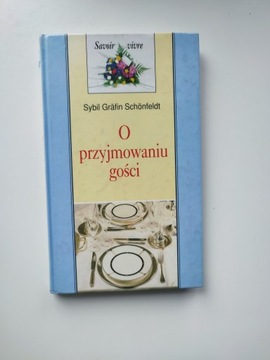 Savoir vivre
Sybil Gräfin Schönfeldt
O
przyjmowaniu
gości